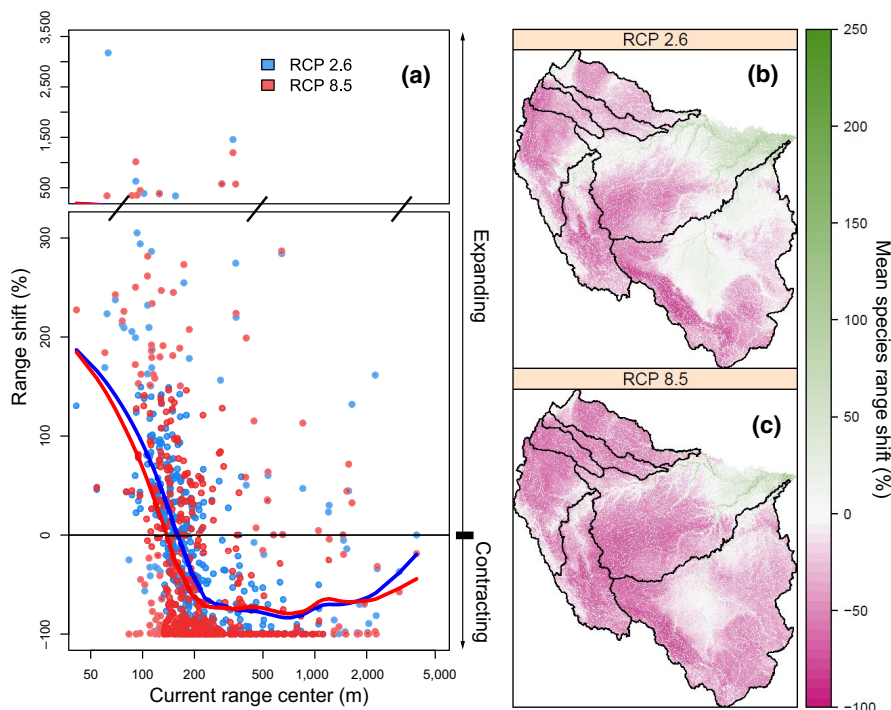 3,500
2,500
1,500
500
RCP 2.6
RCP 8.5
(a)
300
200
100
0
−100
Range shift (%)
50
100
200
500
1,000
2,000
5,000
Current range center (m)
Expanding
Contracting
RCP 2.6
(b)
RCP 8.5
(c)
250
200
150
100
50
0
−50
−100
Mean species range shift (%)